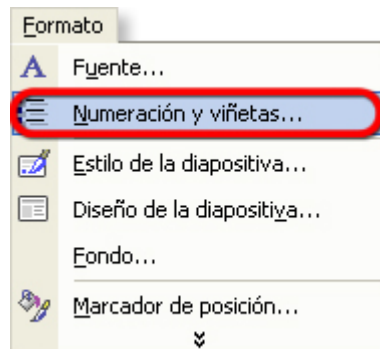 Formato
Fuente...
Numeración y viñetas...
Estilo de la diapositiva...
Diseño de la diapositiva...
Fondo...
Marcador de posición...